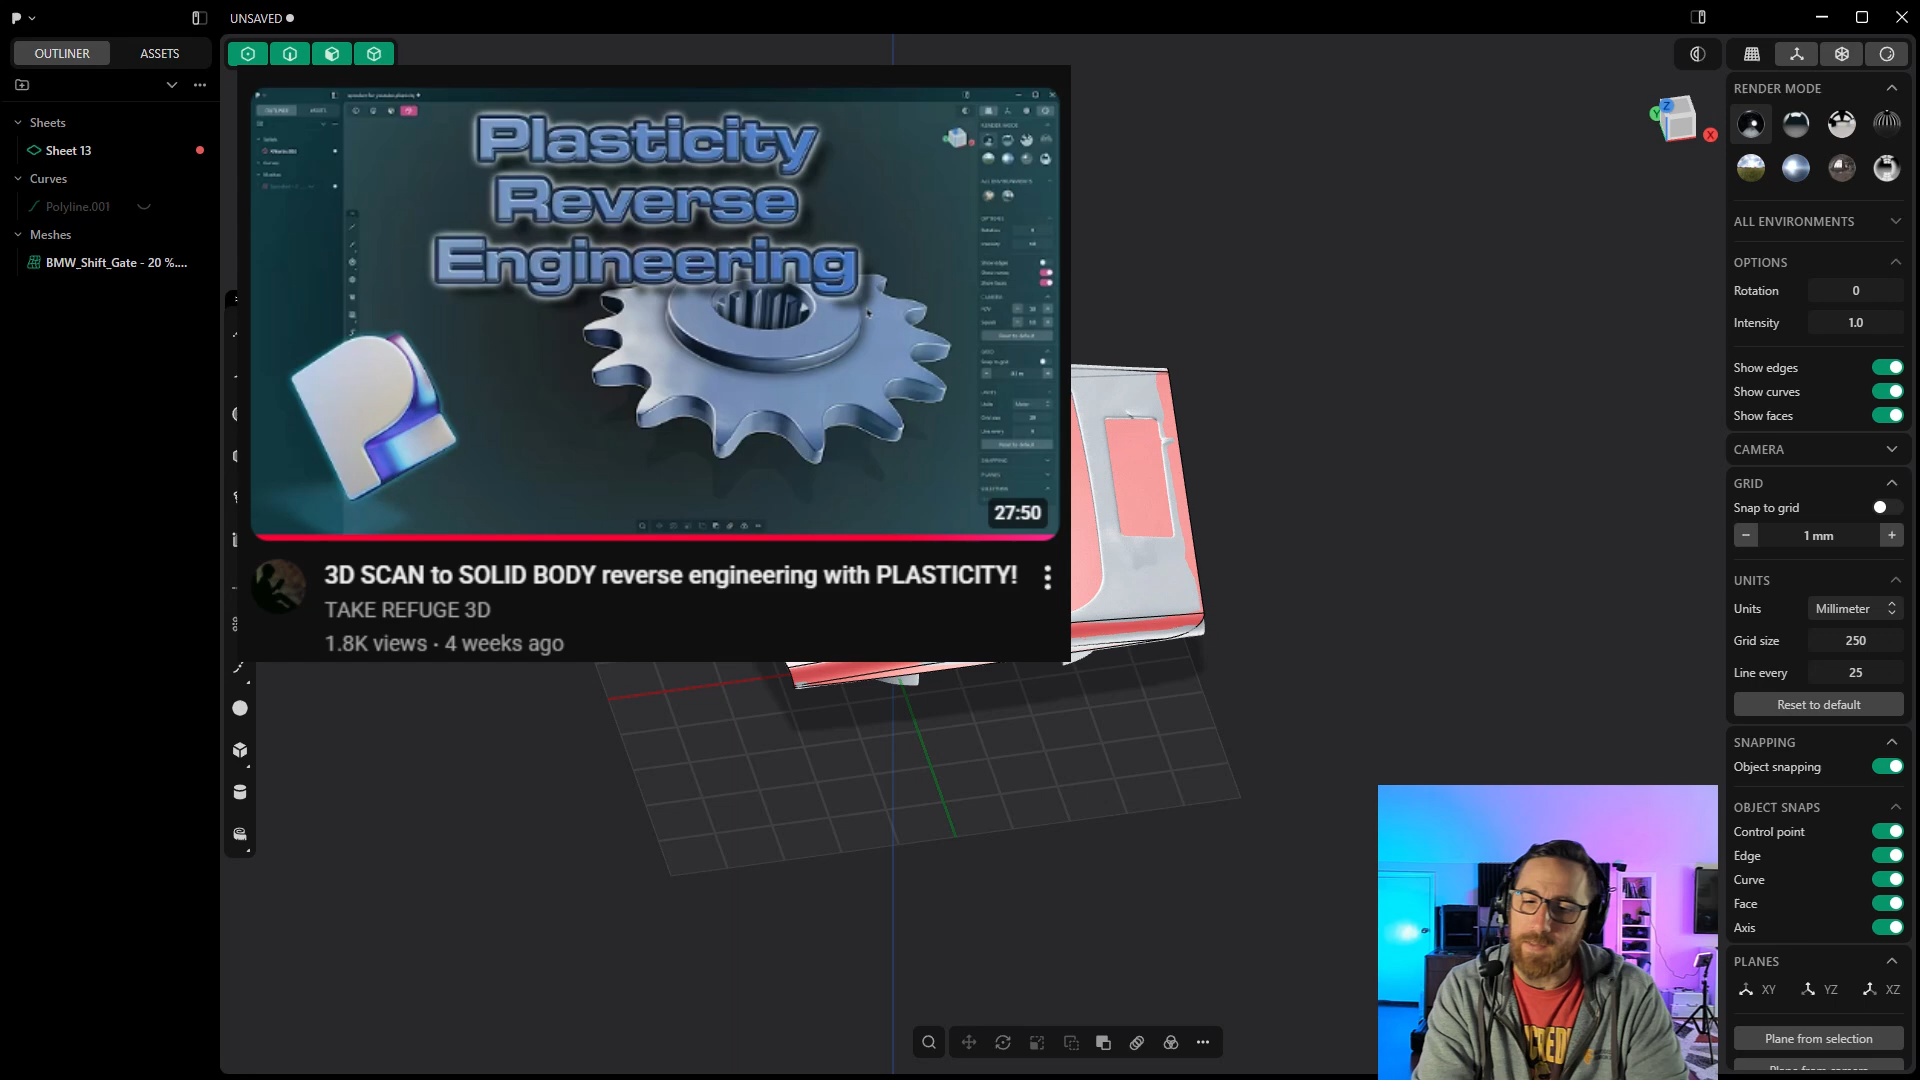 UNSAVED
OUTLINER
ASSETS
Sheets
Sheet 13
Curves
Polyline.001
Meshes
BMW_Shift_Gate - 20 %....
Plasticity
Reverse
Engineering
27:50
3D SCAN to SOLID BODY reverse engineering with PLASTICITY!
TAKE REFUGE 3D
1.8K views · 4 weeks ago
Z
Y
X
RENDER MODE
ALL ENVIRONMENTS
OPTIONS
Rotation 0
Intensity 1.0
Show edges
Show curves
Show faces
CAMERA
GRID
Snap to grid
− 1 mm +
UNITS
Units Millimeter
Grid size 250
Line every 25
Reset to default
SNAPPING
Object snapping
OBJECT SNAPS
Control point
Edge
Curve
Face
Axis
PLANES
XY YZ XZ
Plane from selection